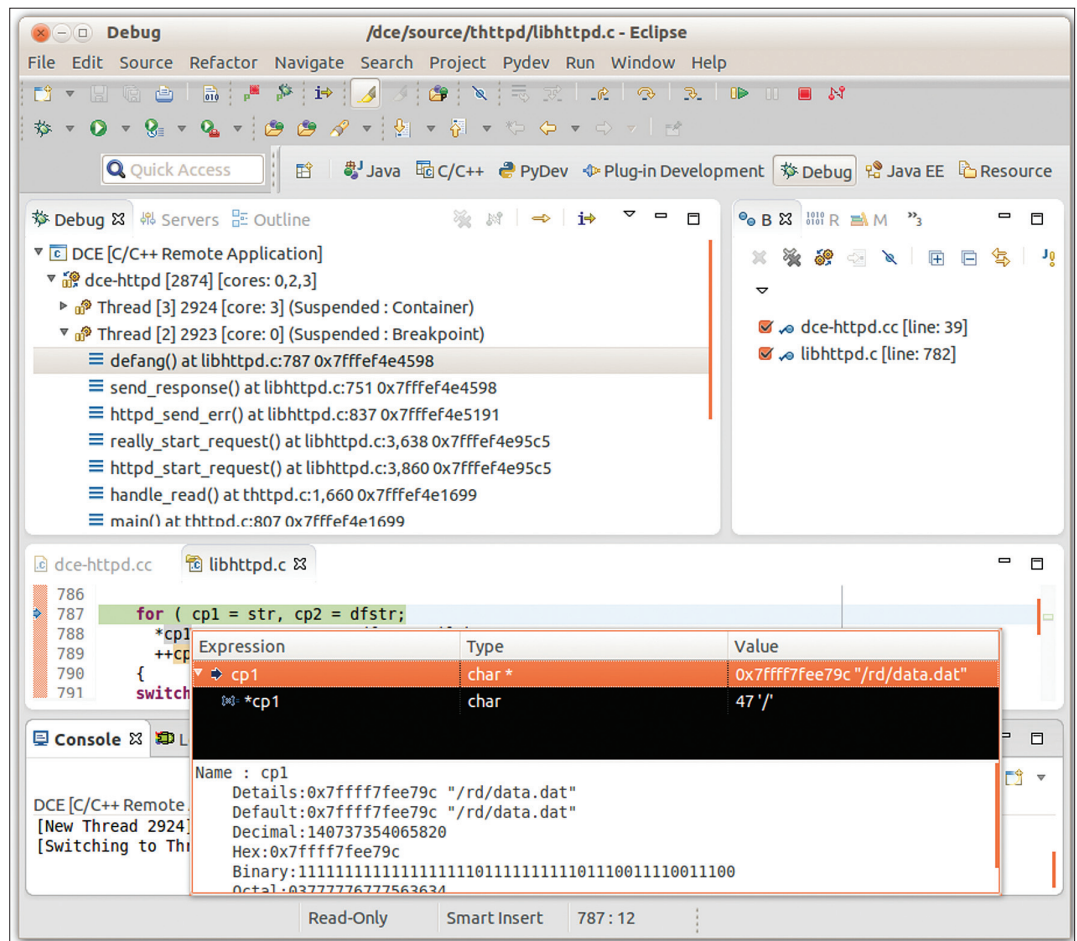 Debug /dce/source/thttpd/libhttpd.c - Eclipse
File Edit Source Refactor Navigate Search Project Pydev Run Window Help
Quick Access Java C/C++ PyDev Plug-in Development Debug Java EE Resource
Debug Servers Outline
B R M »3
DCE [C/C++ Remote Application]
dce-httpd [2874] [cores: 0,2,3]
Thread [3] 2924 [core: 3] (Suspended : Container)
Thread [2] 2923 [core: 0] (Suspended : Breakpoint)
defang() at libhttpd.c:787 0x7fffef4e4598
send_response() at libhttpd.c:751 0x7fffef4e4598
httpd_send_err() at libhttpd.c:837 0x7fffef4e5191
really_start_request() at libhttpd.c:3,638 0x7fffef4e95c5
httpd_start_request() at libhttpd.c:3,860 0x7fffef4e95c5
handle_read() at thttpd.c:1,660 0x7fffef4e1699
main() at thttpd.c:807 0x7fffef4e1699
dce-httpd.cc [line: 39]
libhttpd.c [line: 782]
dce-httpd.cc libhttpd.c
786
787 for ( cp1 = str, cp2 = dfstr;
788 *cp1
789 ++cp
790 {
791 switch
Expression Type Value
cp1 char * 0x7ffff7fee79c "/rd/data.dat"
*cp1 char 47 '/'
Name : cp1
Details:0x7ffff7fee79c "/rd/data.dat"
Default:0x7ffff7fee79c "/rd/data.dat"
Decimal:140737354065820
Hex:0x7ffff7fee79c
Binary:11111111111111111110111111111101110011110011100
Octal:03777776777563634
Console L
DCE [C/C++ Remote
[New Thread 2924]
[Switching to Thr
Read-Only Smart Insert 787 : 12